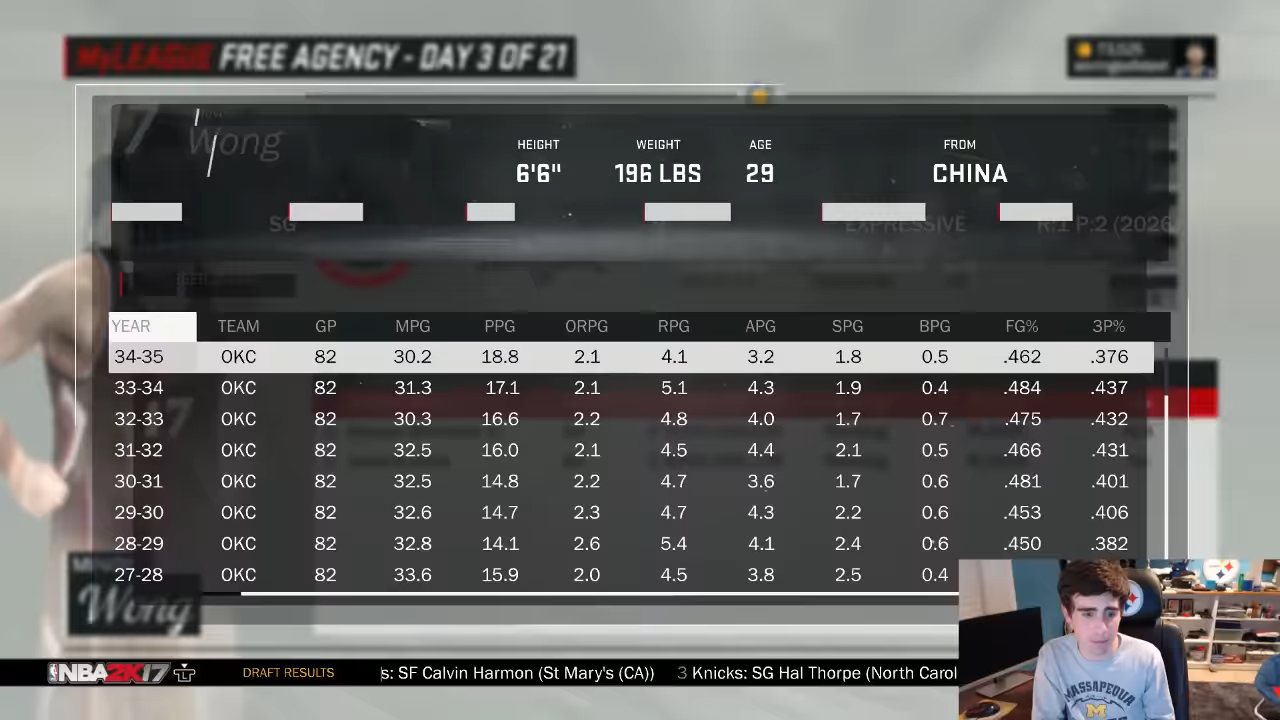 MyLEAGUE FREE AGENCY - DAY 3 OF 21
7 Wong
HEIGHT WEIGHT AGE FROM
6'6" 196 LBS 29 CHINA
SG EXPRESSIVE R:1 P:2 (2026
YEAR TEAM GP MPG PPG ORPG RPG APG SPG BPG FG% 3P%
34-35 OKC 82 30.2 18.8 2.1 4.1 3.2 1.8 0.5 .462 .376
33-34 OKC 82 31.3 17.1 2.1 5.1 4.3 1.9 0.4 .484 .437
32-33 OKC 82 30.3 16.6 2.2 4.8 4.0 1.7 0.7 .475 .432
31-32 OKC 82 32.5 16.0 2.1 4.5 4.4 2.1 0.5 .466 .431
30-31 OKC 82 32.5 14.8 2.2 4.7 3.6 1.7 0.6 .481 .401
29-30 OKC 82 32.6 14.7 2.3 4.7 4.3 2.2 0.6 .453 .406
28-29 OKC 82 32.8 14.1 2.6 5.4 4.1 2.4 0.6 .450 .382
27-28 OKC 82 33.6 15.9 2.0 4.5 3.8 2.5 0.4
Wong
NBA2K17 L DRAFT RESULTS s: SF Calvin Harmon (St Mary's (CA)) 3 Knicks: SG Hal Thorpe (North Carol
MASSAPEQUA
M